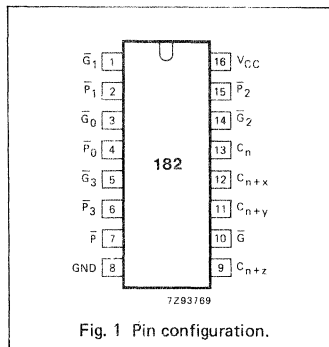 G̅1 1 16 VCC
P̅1 2 15 P̅2
G̅0 3 14 G̅2
P̅0 4 13 Cn
182
G̅3 5 12 Cn+x
P̅3 6 11 Cn+y
P̅ 7 10 G̅
GND 8 9 Cn+z
7Z93769
Fig. 1 Pin configuration.